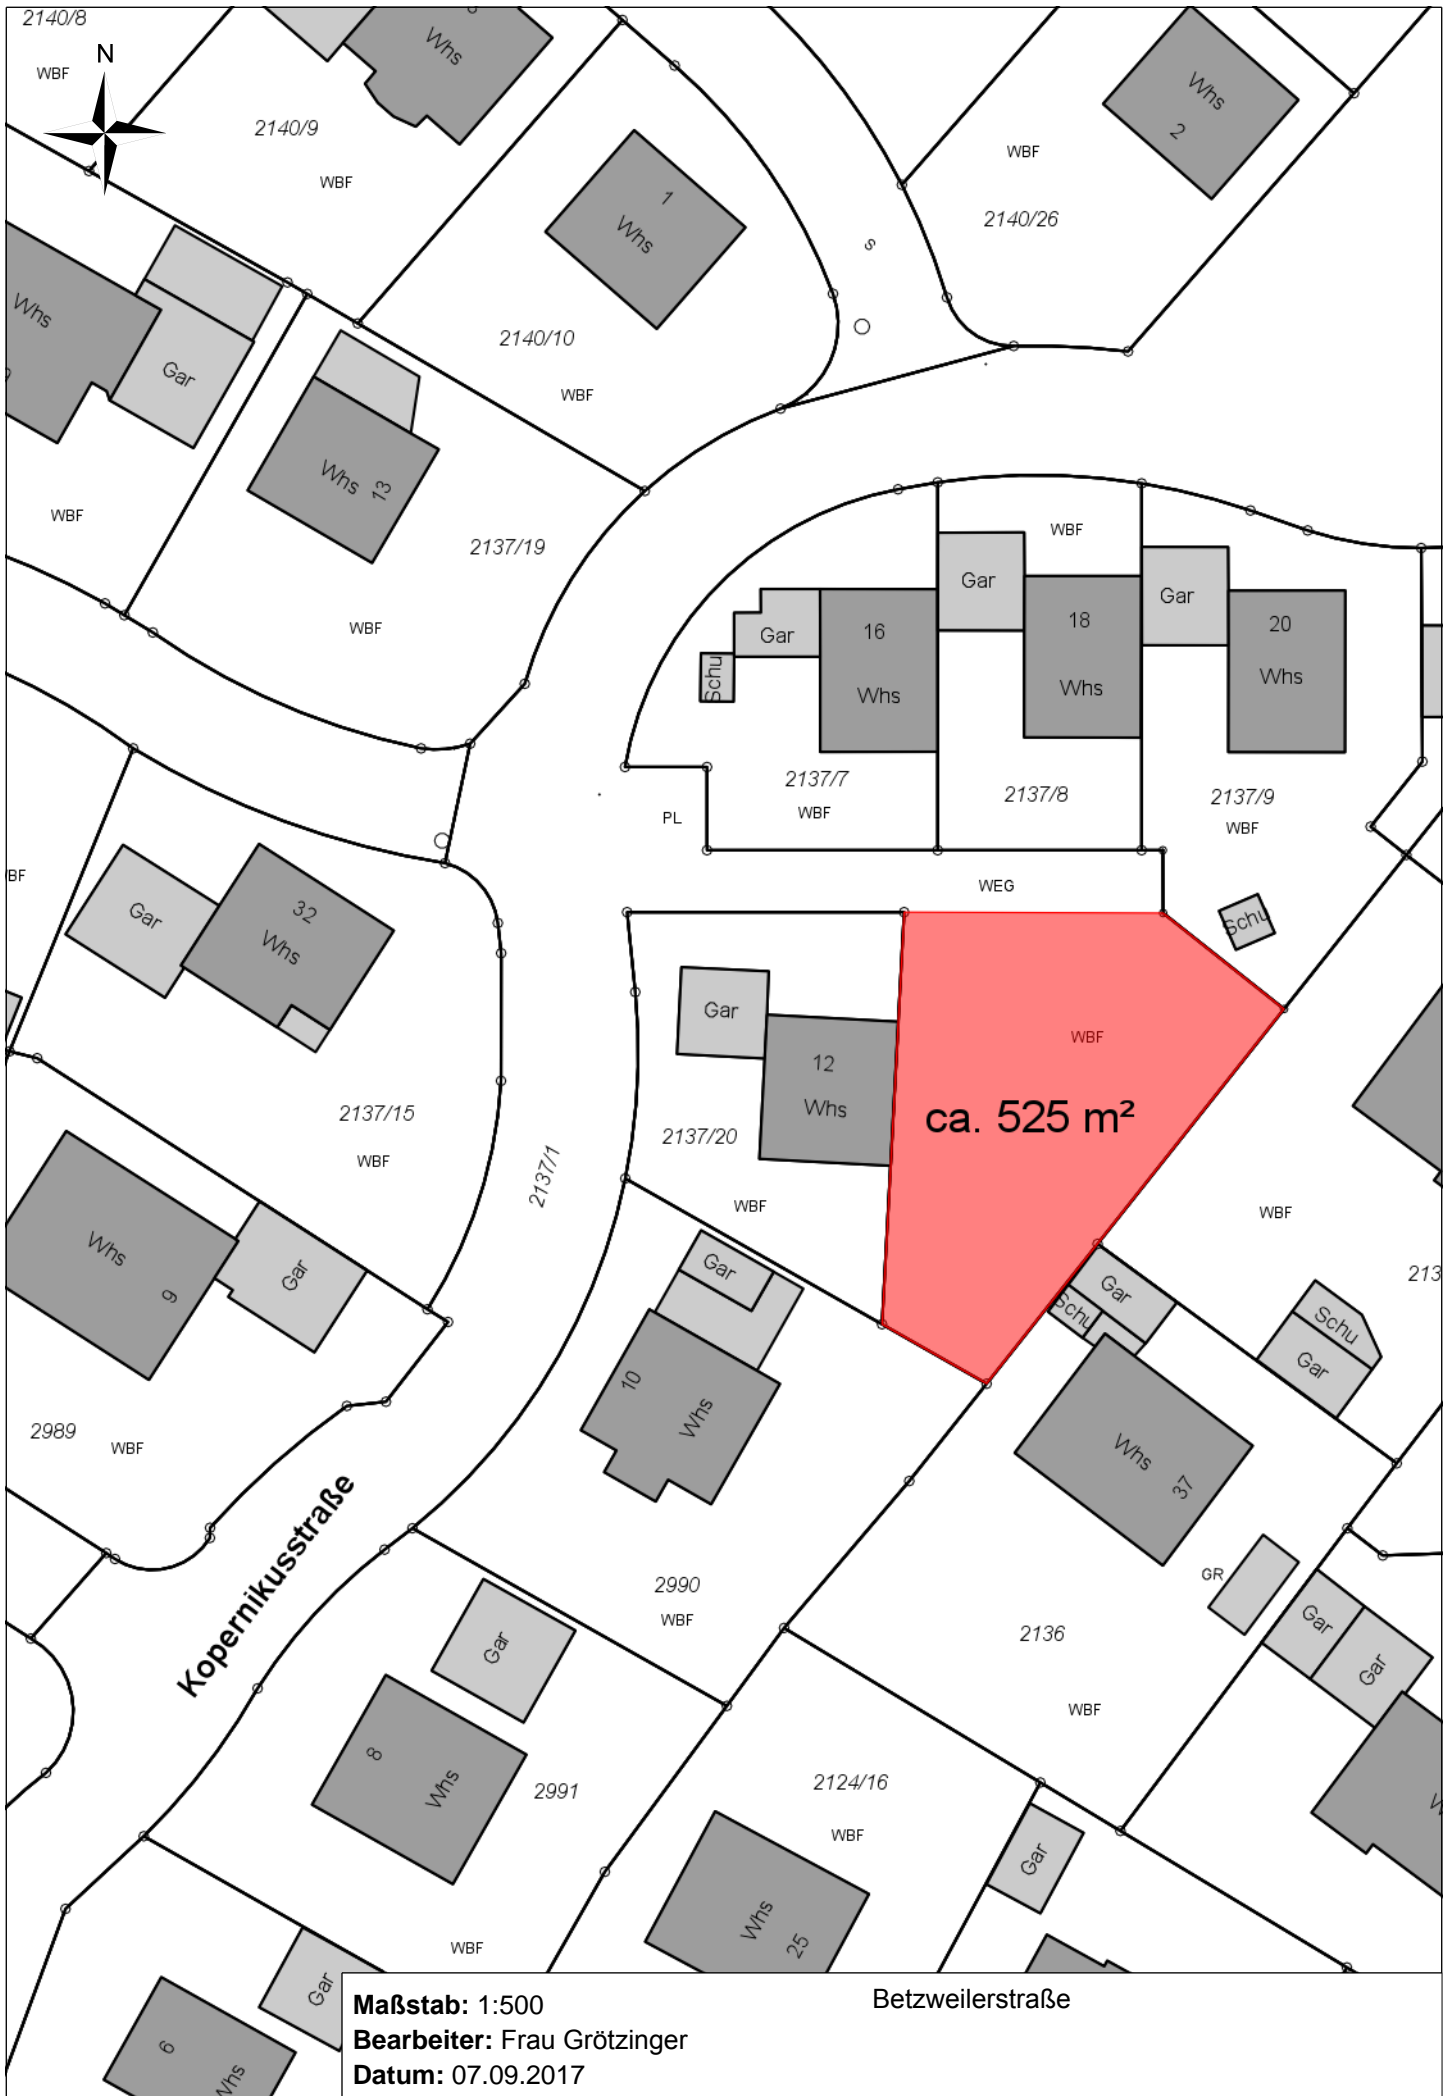 2140/8
N
WBF
Whs
2140/9
WBF
Whs
2
WBF
2140/26
1
Whs
S
Whs
Gar
2140/10
WBF
Whs
13
WBF
2137/19
WBF
WBF
Gar
Gar
18
Whs
Gar
20
Whs
16
Whs
Schu
2137/7
WBF
2137/8
2137/9
WBF
PL
WEG
BF
Gar
32
Whs
Schu
Gar
12
Whs
WBF
ca. 525 m²
2137/15
WBF
2137/20
WBF
2137/1
WBF
Whs
9
Gar
Gar
Gar
Schu
213
Schu
Gar
10
Whs
2989
WBF
Whs
37
Kopernikusstraße
2990
WBF
GR
Gar
Gar
2136
WBF
Gar
8
Whs
2991
2124/16
WBF
Gar
Whs
25
WBF
Gar
6
Whs
Maßstab: 1:500
Betzweilerstraße
Bearbeiter: Frau Grötzinger
Datum: 07.09.2017